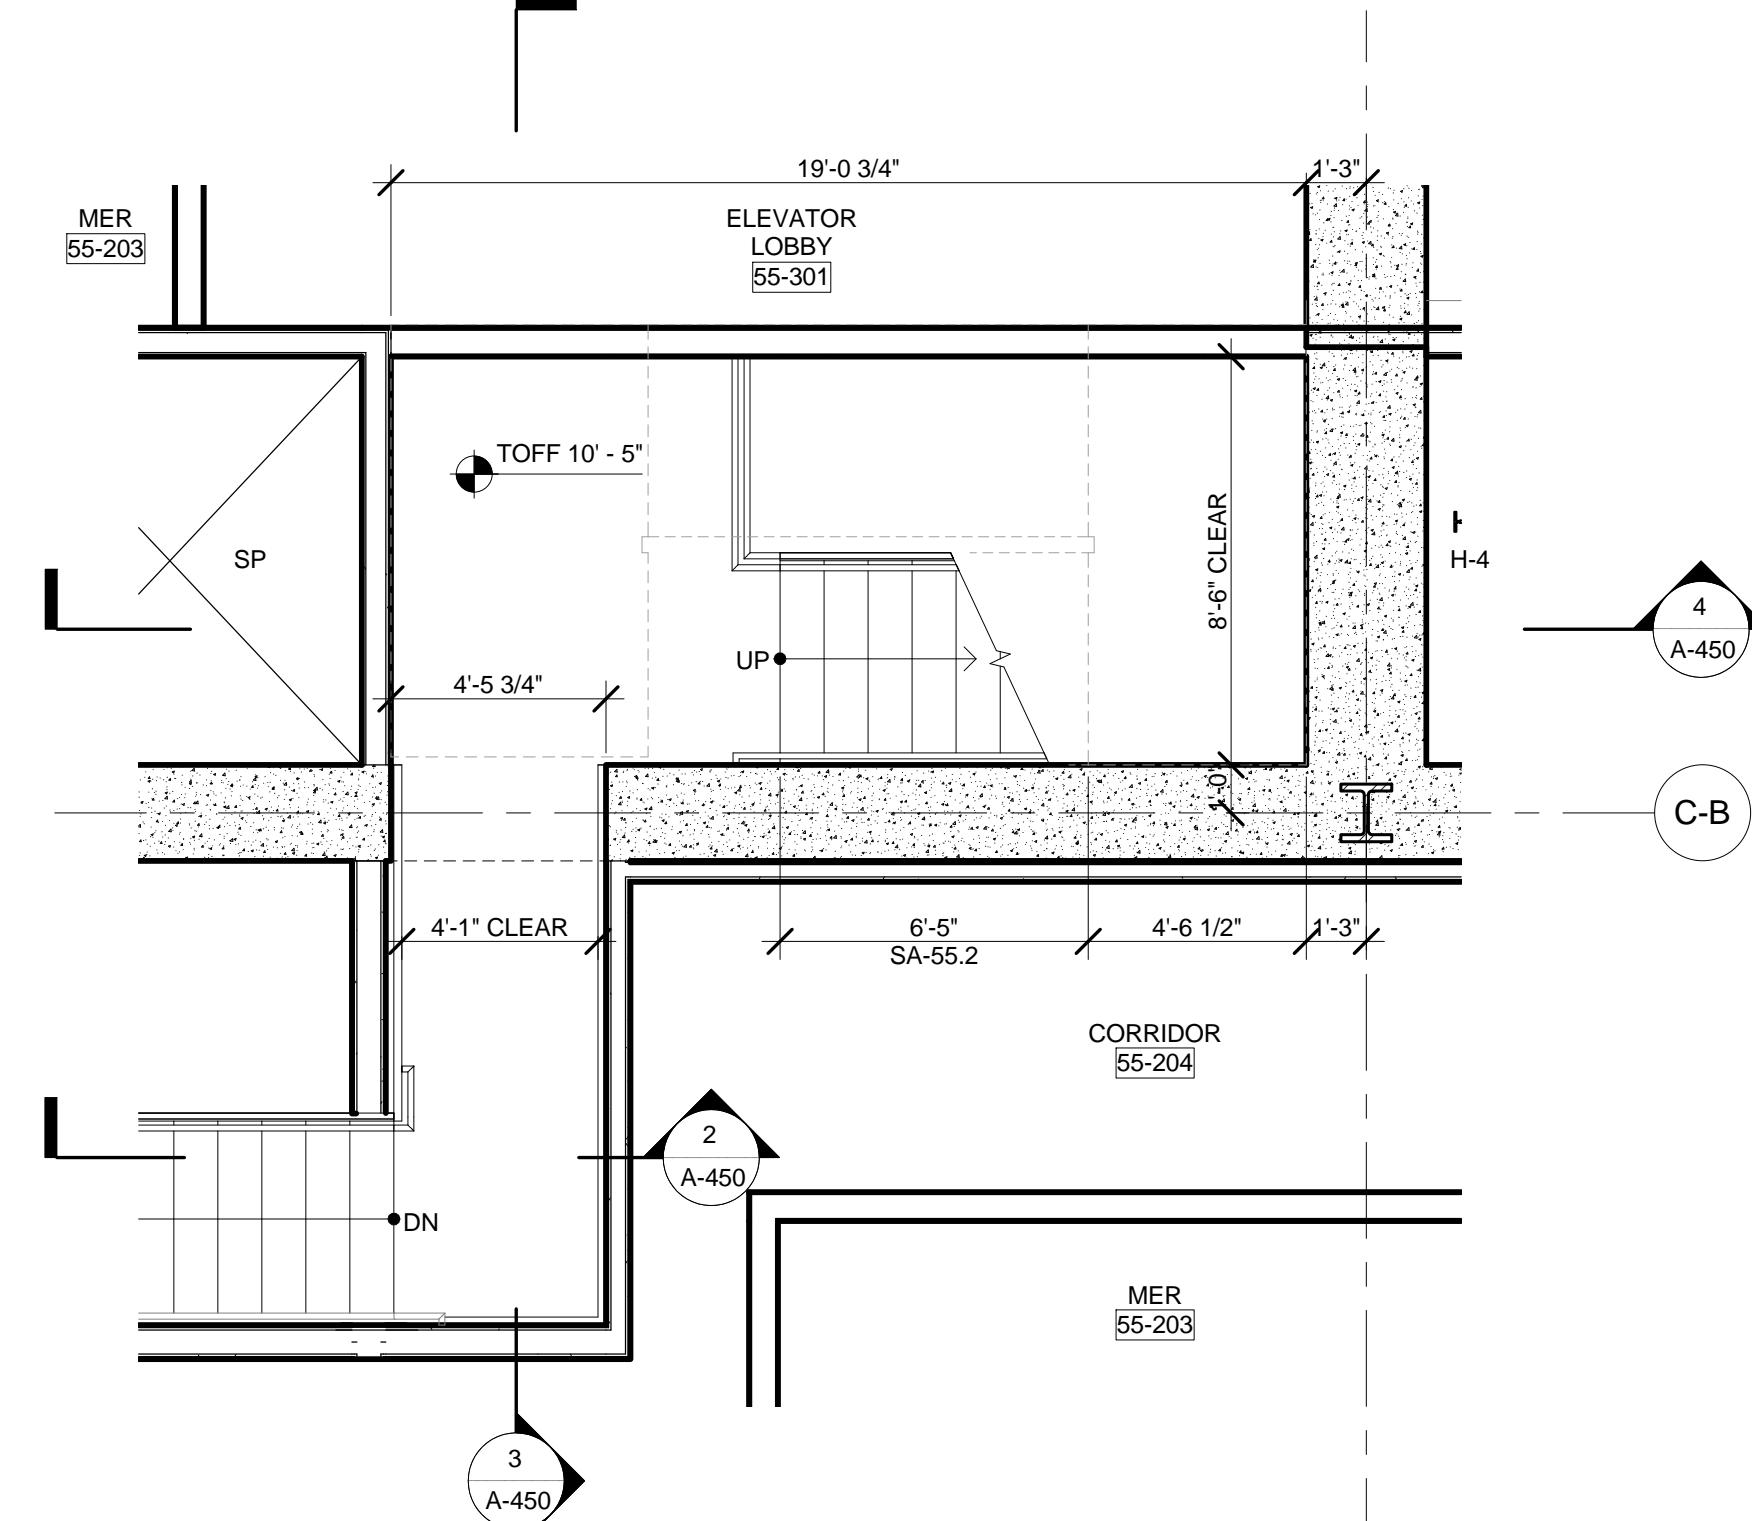 19'-0 3/4"
1'-3"
MER
55-203
ELEVATOR
LOBBY
55-301
TOFF 10' - 5"
SP
8'-6" CLEAR
H-4
4
A-450
UP
4'-5 3/4"
1'-0"
C-B
4'-1" CLEAR
6'-5"
SA-55.2
4'-6 1/2"
1'-3"
CORRIDOR
55-204
2
A-450
DN
MER
55-203
3
A-450